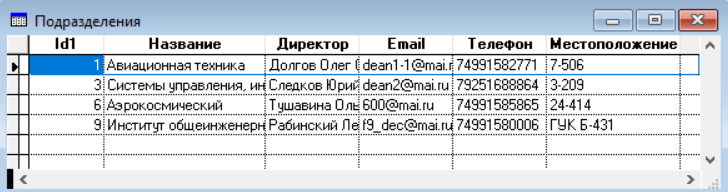 Подразделения
Id1 Название Директор Email Телефон Местоположение
1 Авиационная техника Долгов Олег dean1-1@mai.r 74991582771 7-506
3 Системы управления, ин Следков Юрий dean2@mai.ru 79251688864 3-209
6 Аэрокосмический Тушавина Оль 600@mai.ru 74991585865 24-414
9 Институт общеинженерн Рабинский Ле f9_dec@mai.ru 74991580006 ГУК Б-431